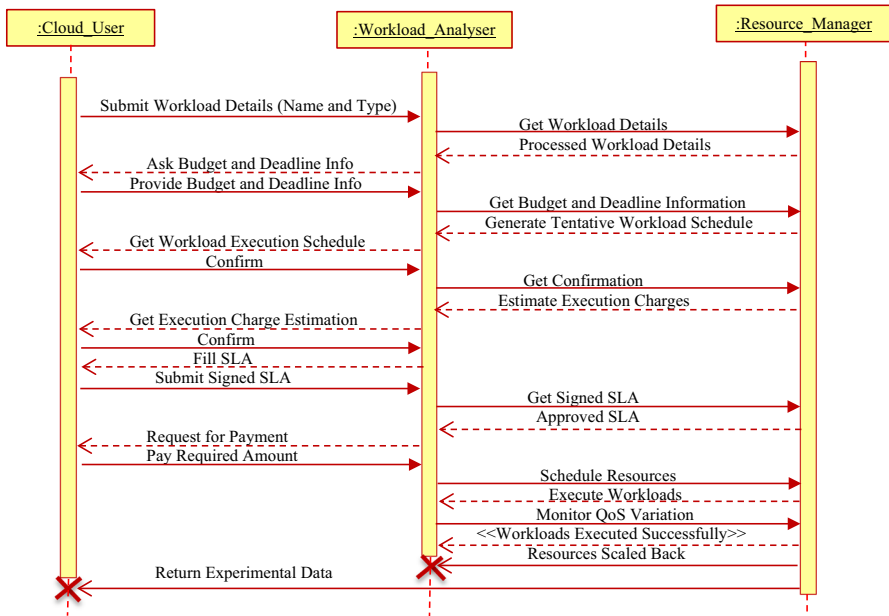 :Cloud_User
:Workload_Analyser
:Resource_Manager
Submit Workload Details (Name and Type)
Get Workload Details
Processed Workload Details
Ask Budget and Deadline Info
Provide Budget and Deadline Info
Get Budget and Deadline Information
Generate Tentative Workload Schedule
Get Workload Execution Schedule
Confirm
Get Confirmation
Estimate Execution Charges
Get Execution Charge Estimation
Confirm
Fill SLA
Submit Signed SLA
Get Signed SLA
Approved SLA
Request for Payment
Pay Required Amount
Schedule Resources
Execute Workloads
Monitor QoS Variation
<<Workloads Executed Successfully>>
Resources Scaled Back
Return Experimental Data